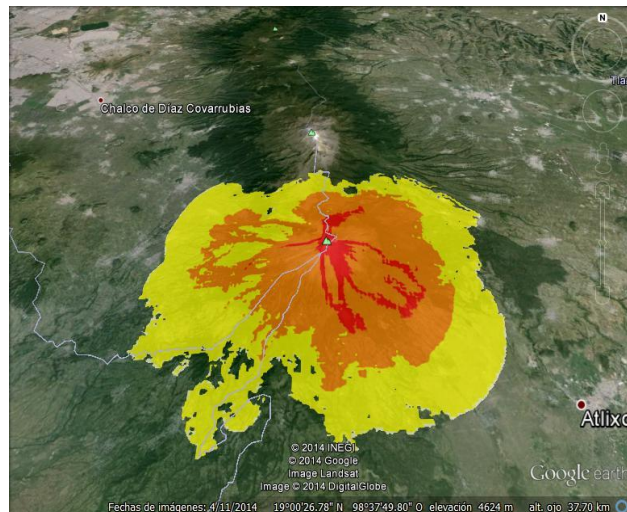 N
Tla
Chalco de Díaz Covarrubias
Atlixc
© 2014 INEGI
© 2014 Google
Image Landsat
Image © 2014 DigitalGlobe
Google earth
Fechas de imágenes: 4/11/2014 19°00'26.78" N 98°37'49.80" O elevación 4624 m alt. ojo 37.70 km